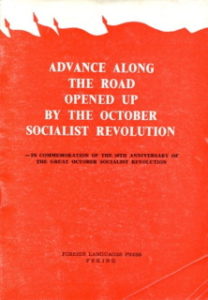 ADVANCE ALONG
THE ROAD
OPENED UP
BY THE OCTOBER
SOCIALIST REVOLUTION
—IN COMMEMORATION OF THE 50TH ANNIVERSARY OF
THE GREAT OCTOBER SOCIALIST REVOLUTION
FOREIGN LANGUAGES PRESS
PEKING